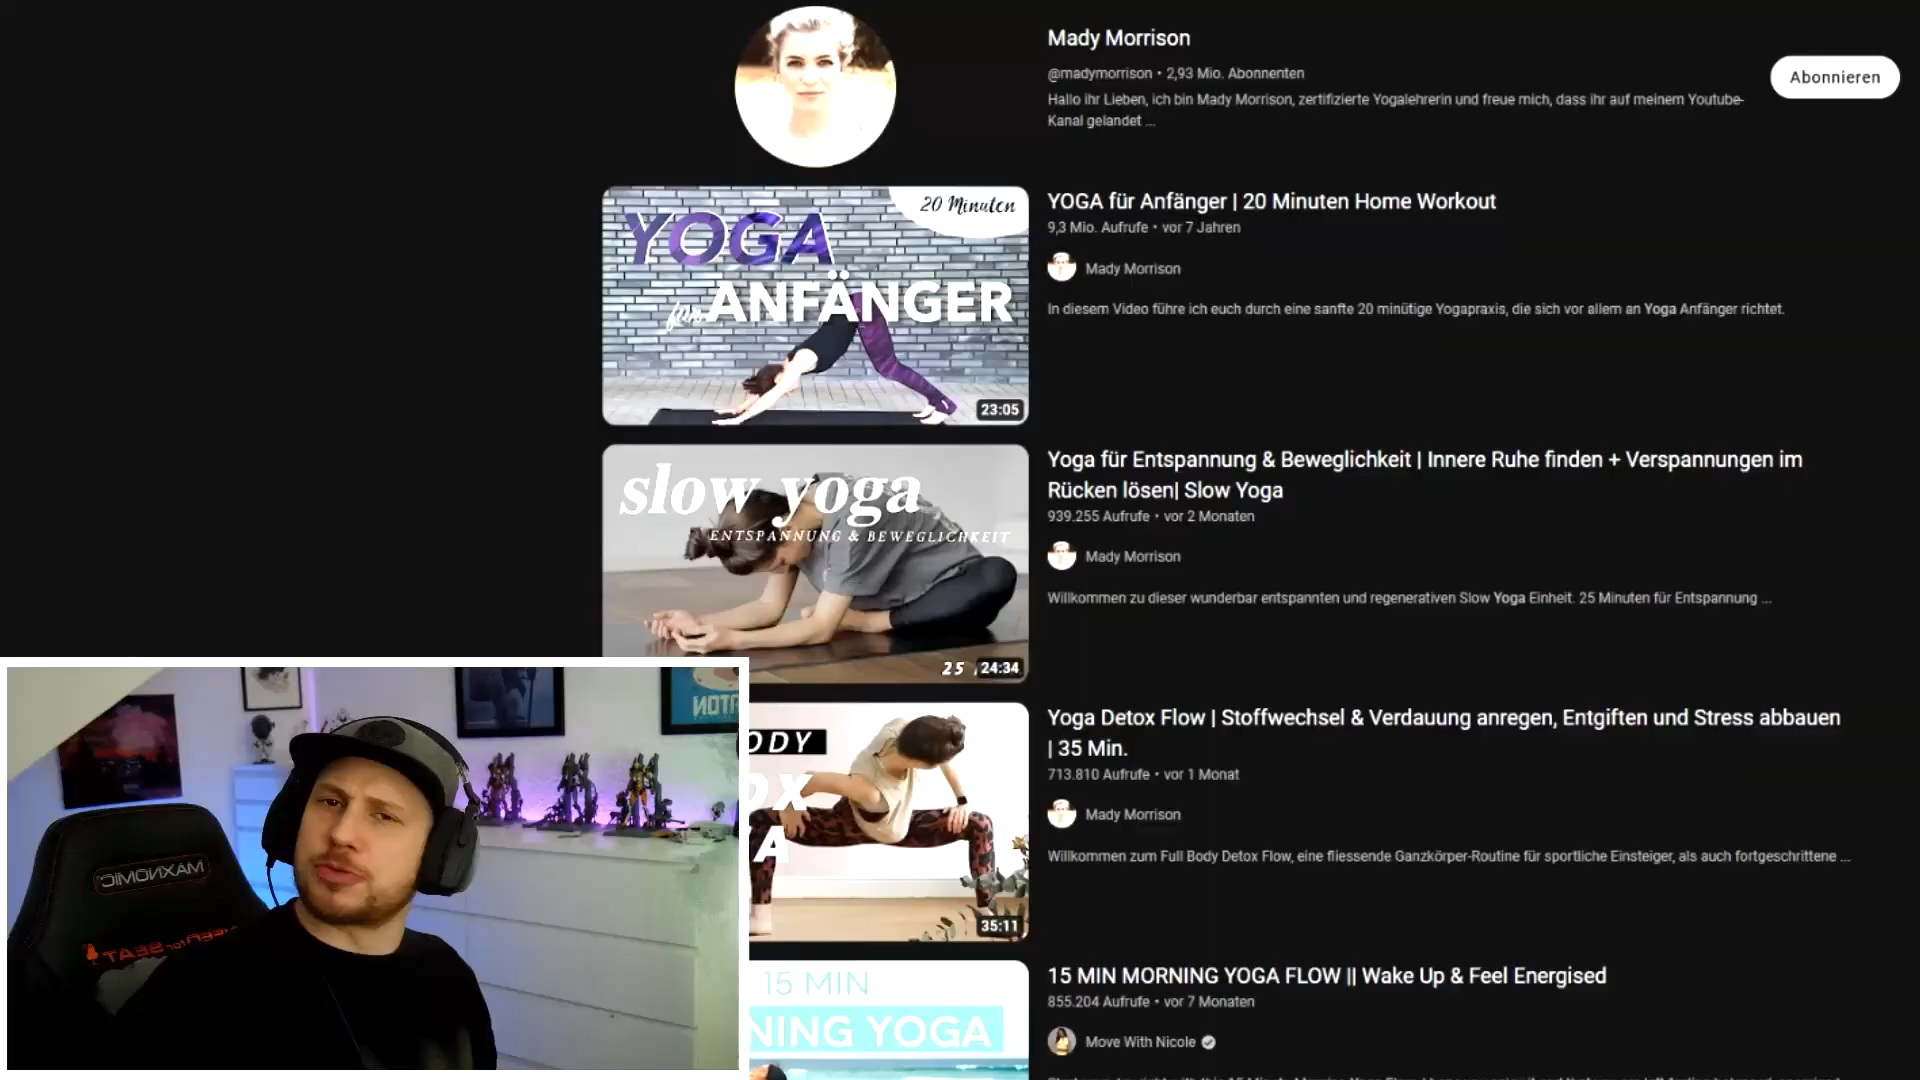 Mady Morrison
@madymorrison • 2,93 Mio. Abonnenten
Hallo ihr Lieben, ich bin Mady Morrison, zertifizierte Yogalehrerin und freue mich, dass ihr auf meinem Youtube-
Kanal gelandet ...
Abonnieren
20 Minuten
YOGA
für ANFÄNGER
23:05
YOGA für Anfänger | 20 Minuten Home Workout
9,3 Mio. Aufrufe • vor 7 Jahren
Mady Morrison
In diesem Video führe ich euch durch eine sanfte 20 minütige Yogapraxis, die sich vor allem an Yoga Anfänger richtet.
slow yoga
ENTSPANNUNG & BEWEGLICHKEIT
25
24:34
Yoga für Entspannung & Beweglichkeit | Innere Ruhe finden + Verspannungen im
Rücken lösen| Slow Yoga
939.255 Aufrufe • vor 2 Monaten
Mady Morrison
Willkommen zu dieser wunderbar entspannten und regenerativen Slow Yoga Einheit. 25 Minuten für Entspannung ...
ODY
OX
A
35:11
Yoga Detox Flow | Stoffwechsel & Verdauung anregen, Entgiften und Stress abbauen
| 35 Min.
713.810 Aufrufe • vor 1 Monat
Mady Morrison
Willkommen zum Full Body Detox Flow, eine fliessende Ganzkörper-Routine für sportliche Einsteiger, als auch fortgeschrittene ...
15 MIN
NING YOGA
15 MIN MORNING YOGA FLOW || Wake Up & Feel Energised
855.204 Aufrufe • vor 7 Monaten
Move With Nicole
MAXNOMIC
NEED for SEAT